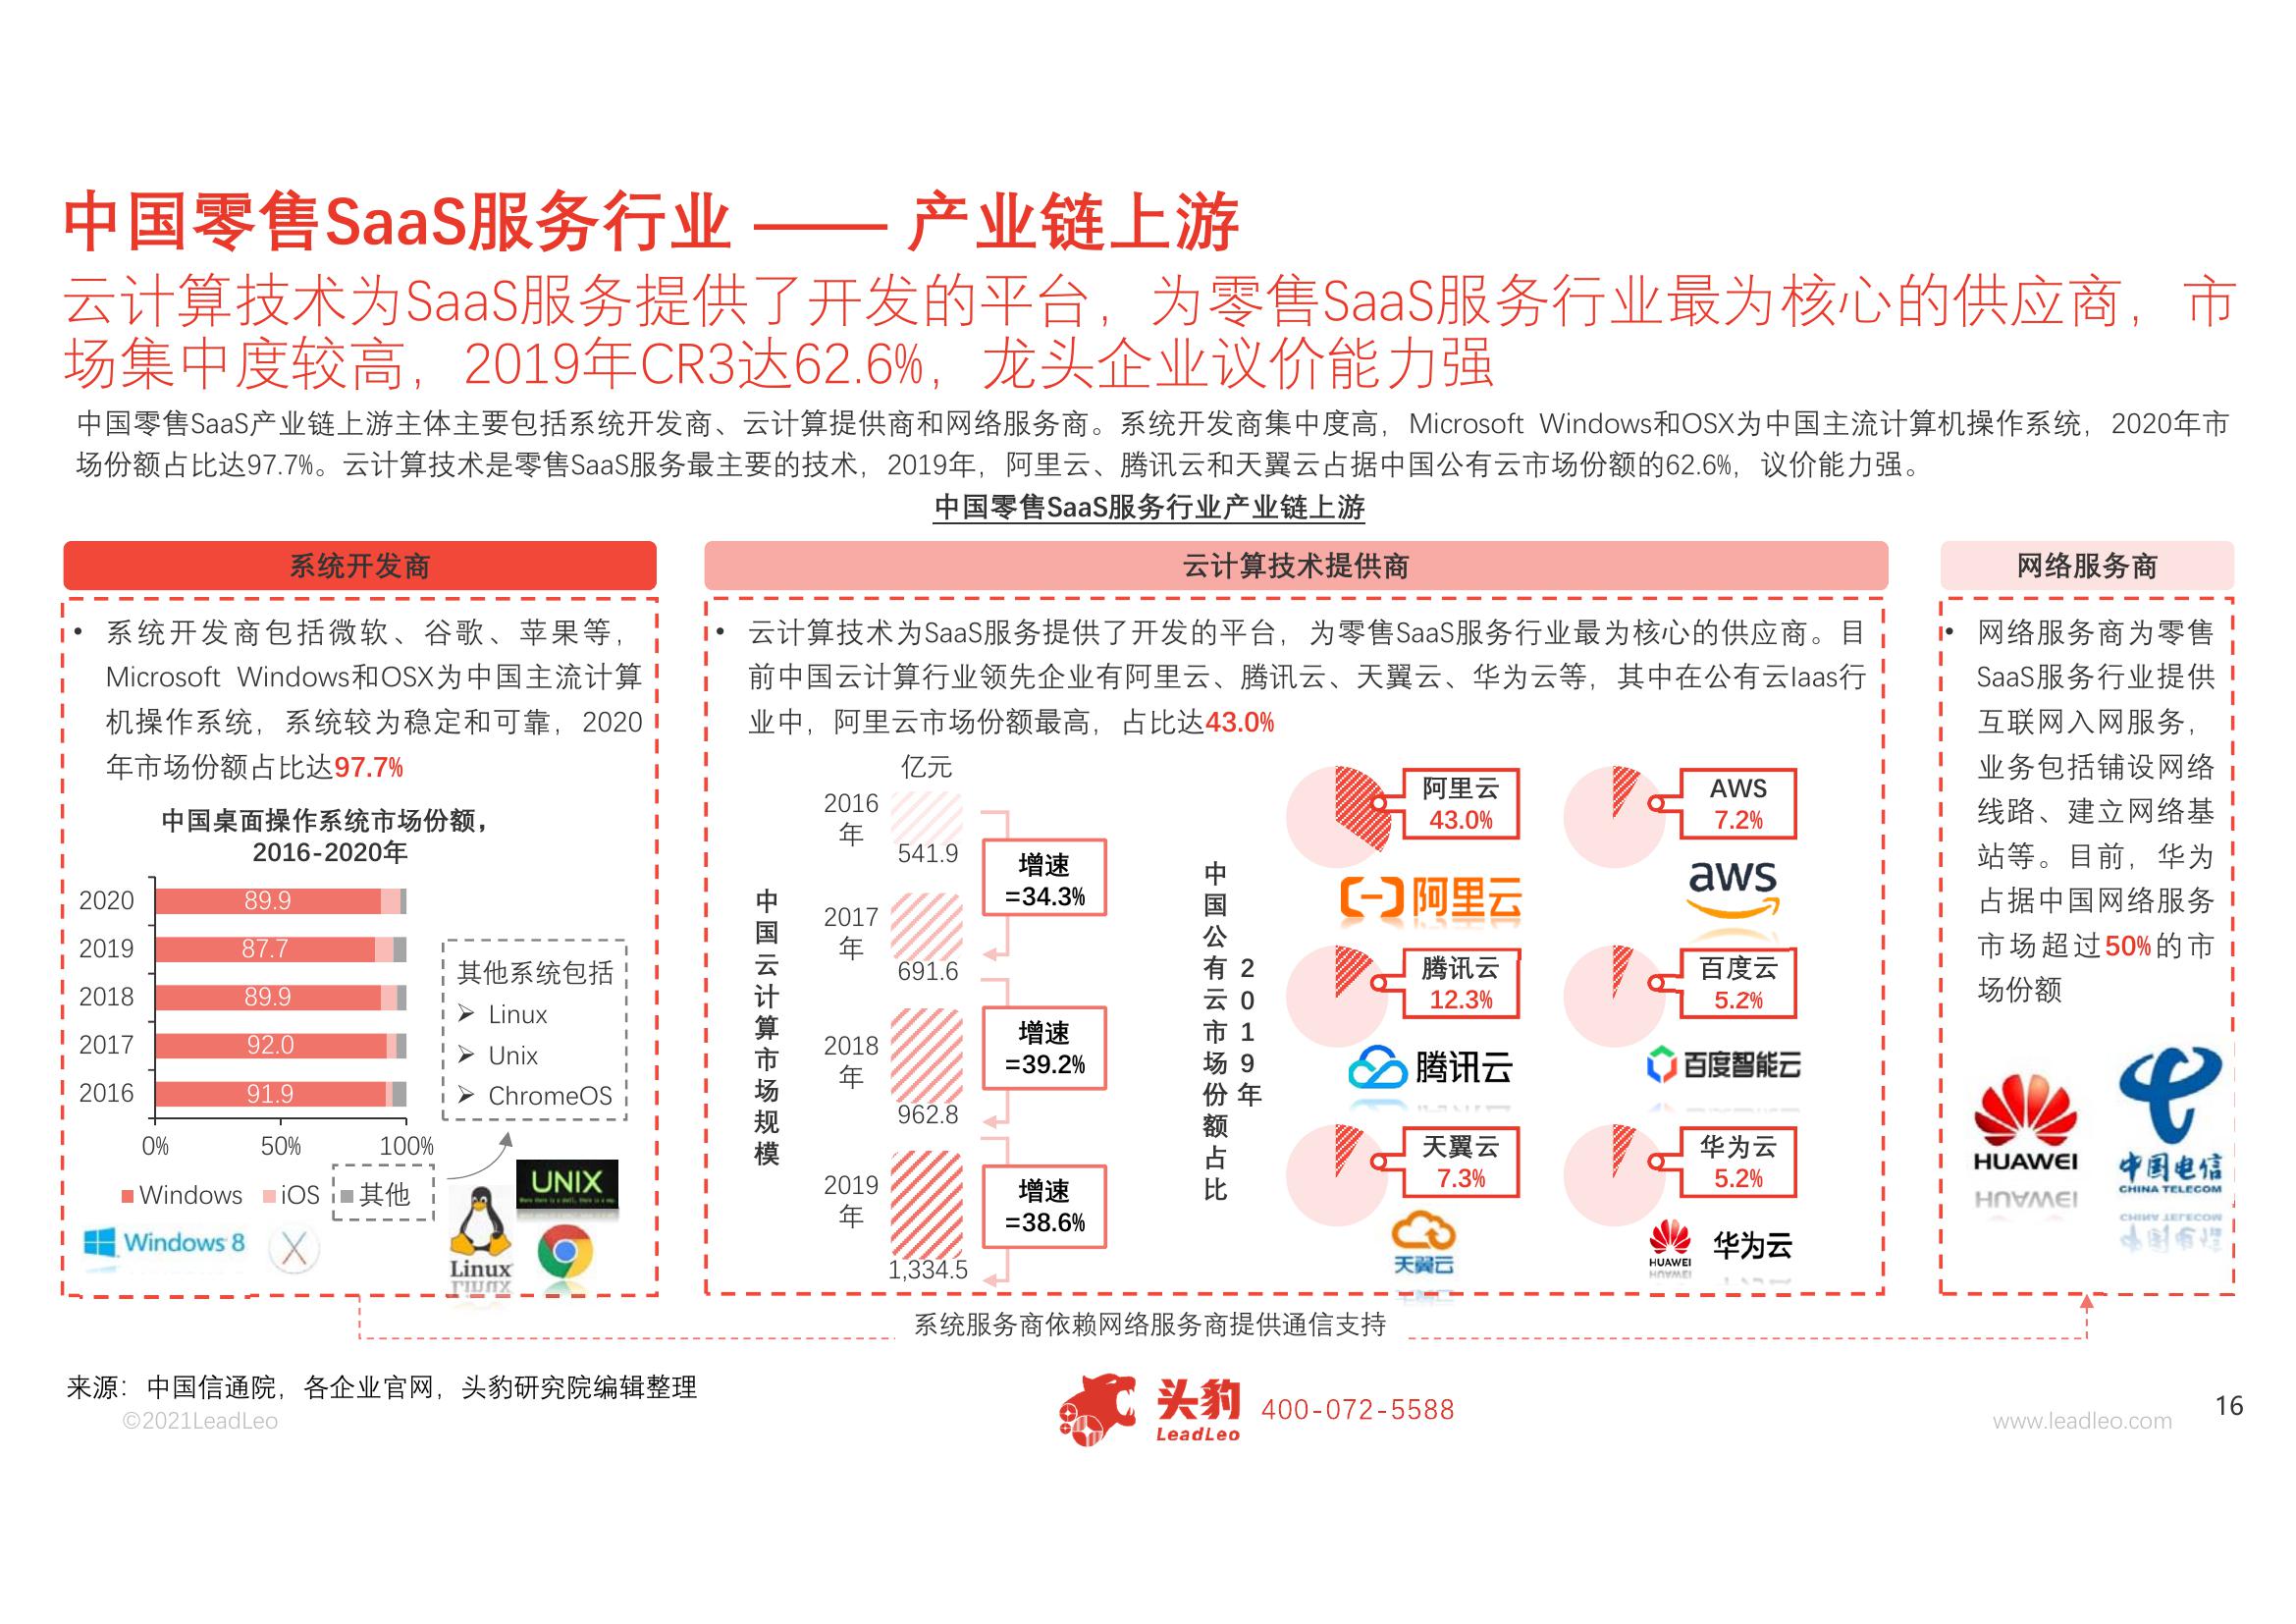 中国零售SaaS服务行业 —— 产业链上游
云计算技术为SaaS服务提供了开发的平台，为零售SaaS服务行业最为核心的供应商，市
场集中度较高，2019年CR3达62.6%，龙头企业议价能力强
中国零售SaaS产业链上游主体主要包括系统开发商、云计算提供商和网络服务商。系统开发商集中度高，Microsoft Windows和OSX为中国主流计算机操作系统，2020年市
场份额占比达97.7%。云计算技术是零售SaaS服务最主要的技术，2019年，阿里云、腾讯云和天翼云占据中国公有云市场份额的62.6%，议价能力强。
中国零售SaaS服务行业产业链上游
系统开发商
• 系统开发商包括微软、谷歌、苹果等，
Microsoft Windows和OSX为中国主流计算
机操作系统，系统较为稳定和可靠，2020
年市场份额占比达97.7%
中国桌面操作系统市场份额，
2016-2020年
2020 89.9
2019 87.7
2018 89.9
2017 92.0
2016 91.9
0% 50% 100%
Windows iOS 其他
其他系统包括
➢ Linux
➢ Unix
➢ ChromeOS
Windows 8
UNIX
Linux
云计算技术提供商
• 云计算技术为SaaS服务提供了开发的平台，为零售SaaS服务行业最为核心的供应商。目
前中国云计算行业领先企业有阿里云、腾讯云、天翼云、华为云等，其中在公有云Iaas行
业中，阿里云市场份额最高，占比达43.0%
中国云计算市场规模
亿元
2016
年
541.9
增速
=34.3%
2017
年
691.6
增速
=39.2%
2018
年
962.8
增速
=38.6%
2019
年
1,334.5
中国公有云市场份额占比
2019年
阿里云
43.0%
阿里云
AWS
7.2%
aws
腾讯云
12.3%
腾讯云
百度云
5.2%
百度智能云
天翼云
7.3%
天翼云
华为云
5.2%
HUAWEI
华为云
网络服务商
• 网络服务商为零售
SaaS服务行业提供
互联网入网服务，
业务包括铺设网络
线路、建立网络基
站等。目前，华为
占据中国网络服务
市场超过50%的市
场份额
HUAWEI
中国电信
CHINA TELECOM
系统服务商依赖网络服务商提供通信支持
来源：中国信通院，各企业官网，头豹研究院编辑整理
©2021LeadLeo
头豹
LeadLeo
400-072-5588
www.leadleo.com
16